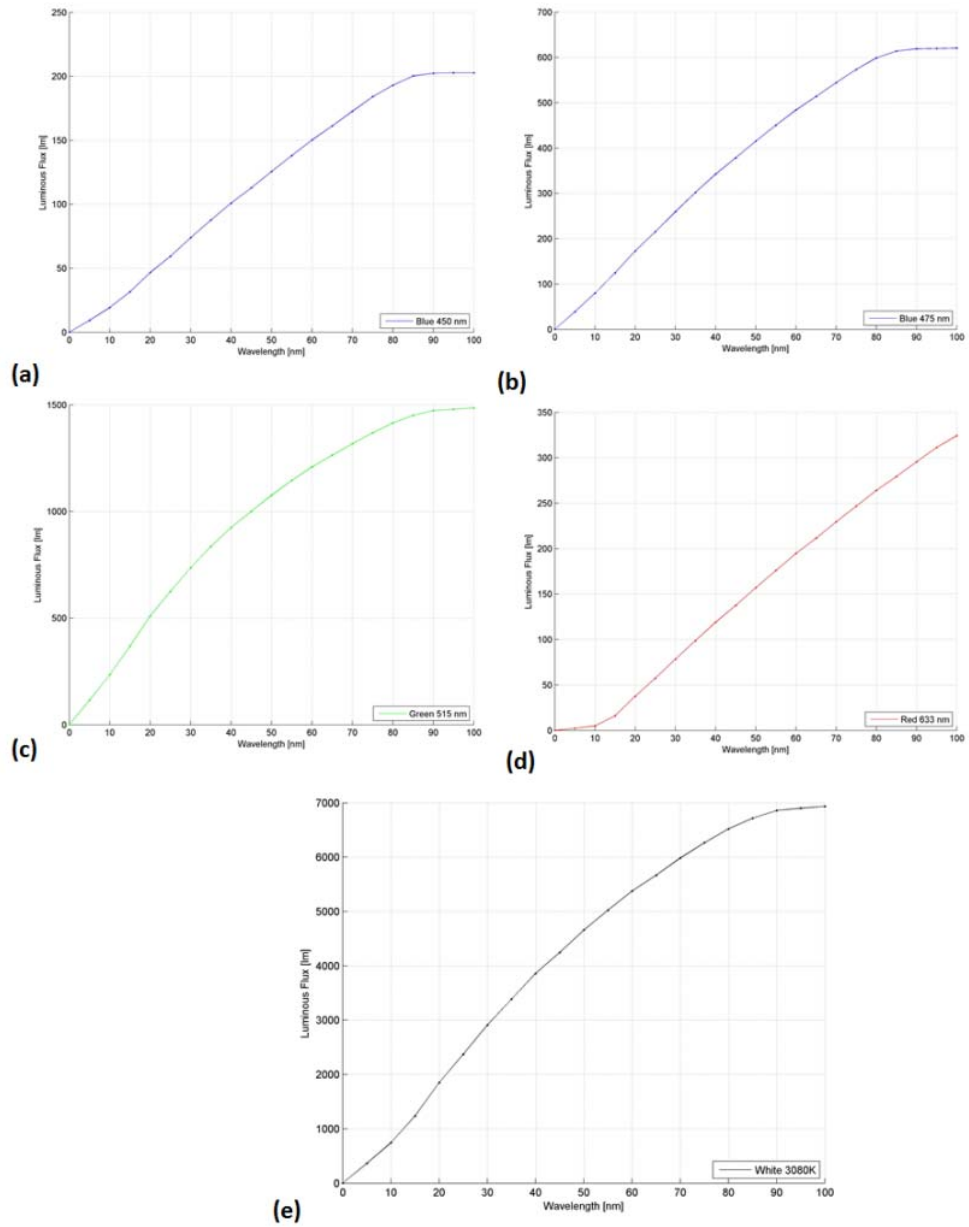 250
200
150
100
50
0
Luminous Flux [lm]
0 10 20 30 40 50 60 70 80 90 100
Wavelength [nm]
Blue 450 nm
(a)
700
600
500
400
300
200
100
0
Luminous Flux [lm]
0 10 20 30 40 50 60 70 80 90 100
Wavelength [nm]
Blue 475 nm
(b)
1500
1000
500
0
Luminous Flux [lm]
0 10 20 30 40 50 60 70 80 90 100
Wavelength [nm]
Green 515 nm
(c)
350
300
250
200
150
100
50
0
Luminous Flux [lm]
0 10 20 30 40 50 60 70 80 90 100
Wavelength [nm]
Red 633 nm
(d)
7000
6000
5000
4000
3000
2000
1000
0
Luminous Flux [lm]
0 10 20 30 40 50 60 70 80 90 100
Wavelength [nm]
White 3080K
(e)